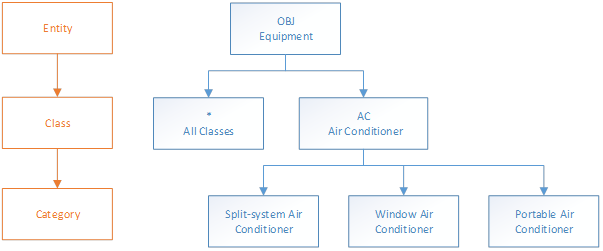 Entity
OBJ
Equipment
Class
*
All Classes
AC
Air Conditioner
Category
Split-system Air
Conditioner
Window Air
Conditioner
Portable Air
Conditioner